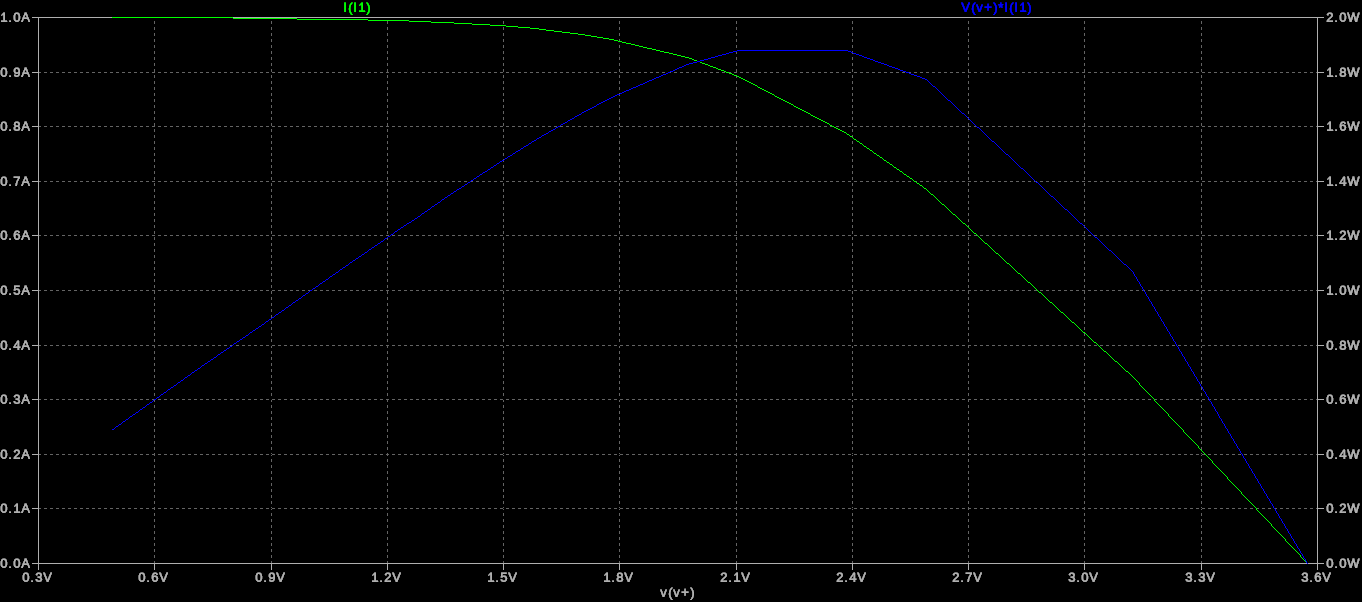 I(I1) V(v+)*I(I1)
1.0A 2.0W
0.9A 1.8W
0.8A 1.6W
0.7A 1.4W
0.6A 1.2W
0.5A 1.0W
0.4A 0.8W
0.3A 0.6W
0.2A 0.4W
0.1A 0.2W
0.0A 0.0W
0.3V 0.6V 0.9V 1.2V 1.5V 1.8V 2.1V 2.4V 2.7V 3.0V 3.3V 3.6V
v(v+)